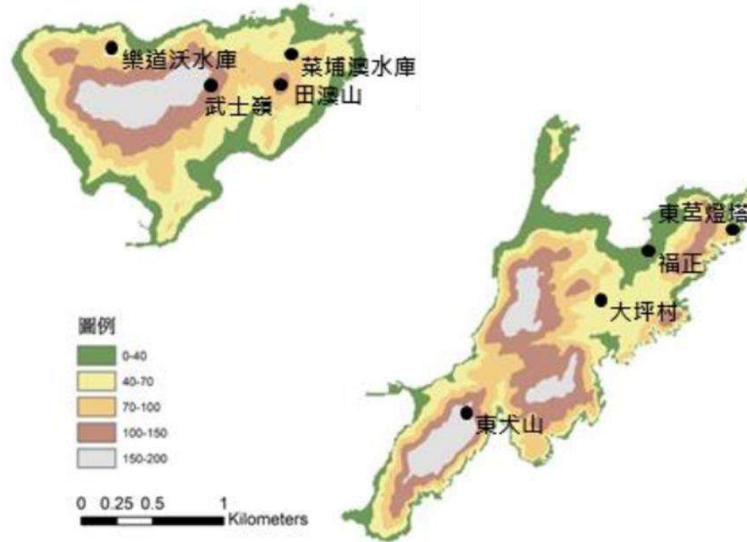 樂道沃水庫
菜埔澳水庫
武士嶺
田澳山
東莒燈塔
福正
大坪村
東犬山
圖例
0-40
40-70
70-100
100-150
150-200
0 0.25 0.5 1
Kilometers